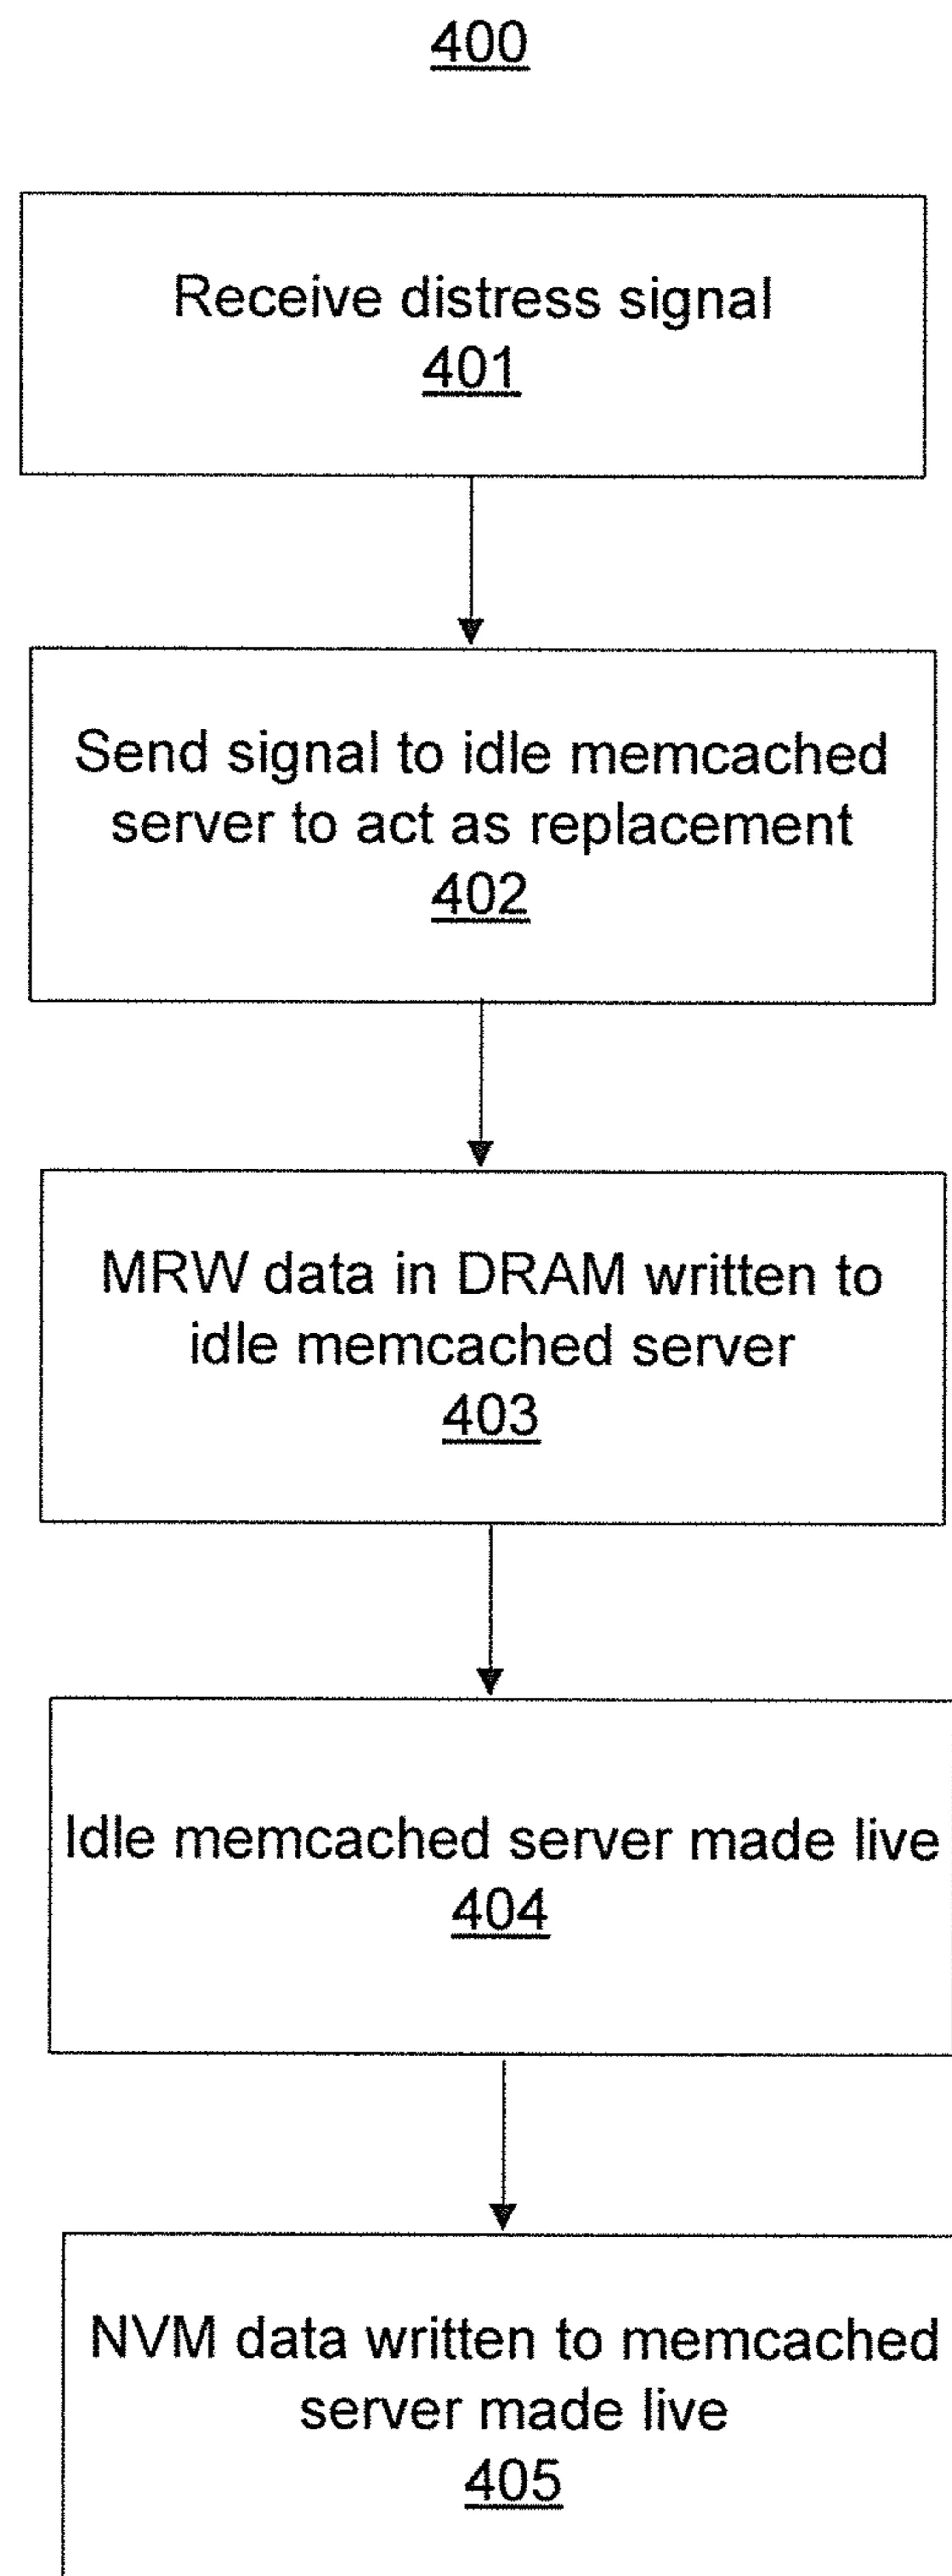 400
Receive distress signal
401
Send signal to idle memcached
server to act as replacement
402
MRW data in DRAM written to
idle memcached server
403
Idle memcached server made live
404
NVM data written to memcached
server made live
405